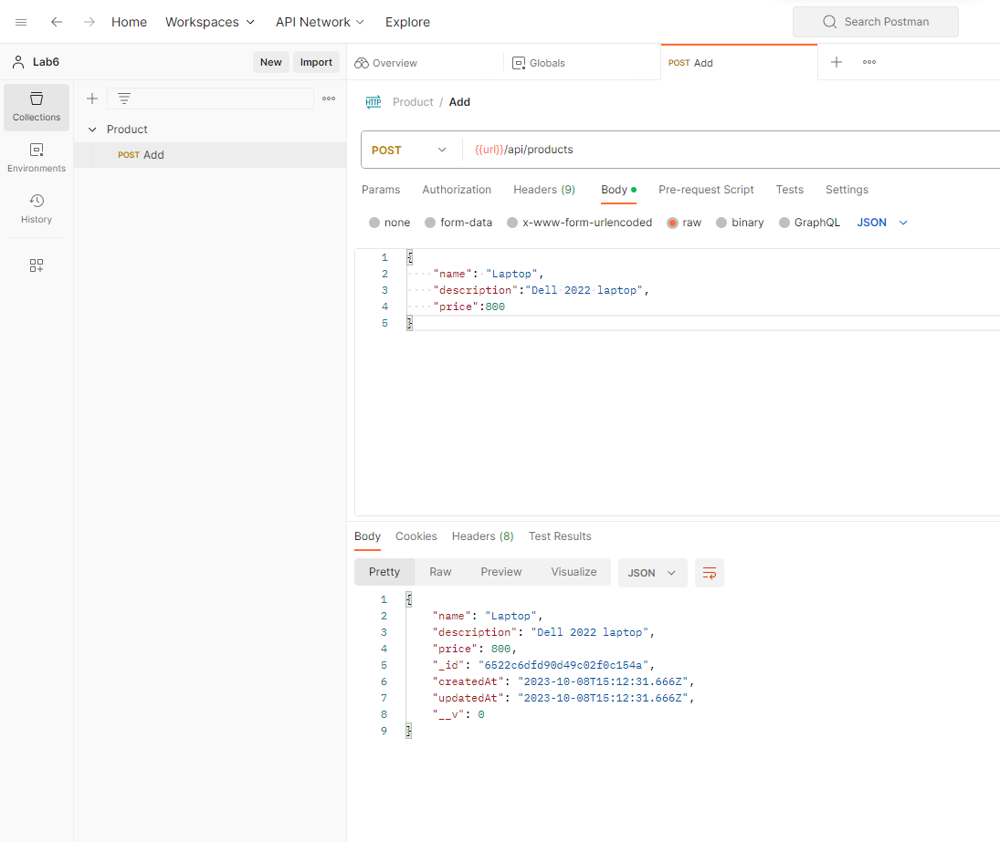 Home Workspaces API Network Explore Search Postman
Lab6 New Import
Overview Globals POST Add
Collections
Environments
History
Product
POST Add
HTTP Product / Add
POST {{url}}/api/products
Params Authorization Headers (9) Body Pre-request Script Tests Settings
none form-data x-www-form-urlencoded raw binary GraphQL JSON
1 {
2 ····"name":·"Laptop",
3 ····"description":"Dell·2022·laptop",
4 ····"price":800
5 }
Body Cookies Headers (8) Test Results
Pretty Raw Preview Visualize JSON
1 {
2 "name": "Laptop",
3 "description": "Dell 2022 laptop",
4 "price": 800,
5 "_id": "6522c6dfd90d49c02f0c154a",
6 "createdAt": "2023-10-08T15:12:31.666Z",
7 "updatedAt": "2023-10-08T15:12:31.666Z",
8 "__v": 0
9 }